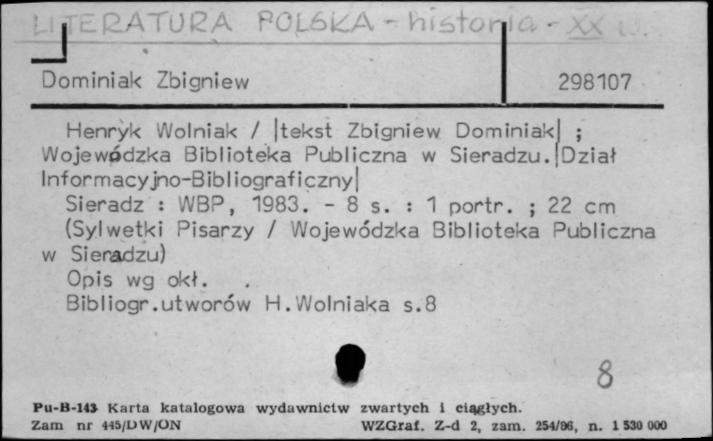 LITERATURA POLSKA - historia - XX w.
Dominiak Zbigniew 298107
Henryk Wolniak / |tekst Zbigniew Dominiak| ;
Wojewódzka Biblioteka Publiczna w Sieradzu.|Dział
Informacyjno-Bibliograficzny|
Sieradz : WBP, 1983. - 8 s. : 1 portr. ; 22 cm
(Sylwetki Pisarzy / Wojewódzka Biblioteka Publiczna
w Sieradzu)
Opis wg okł.
Bibliogr.utworów H.Wolniaka s.8
8
Pu-B-143 Karta katalogowa wydawnictw zwartych i ciągłych.
Zam nr 445/DW/ON WZGraf. Z-d 2, zam. 254/86, n. 1 530 000